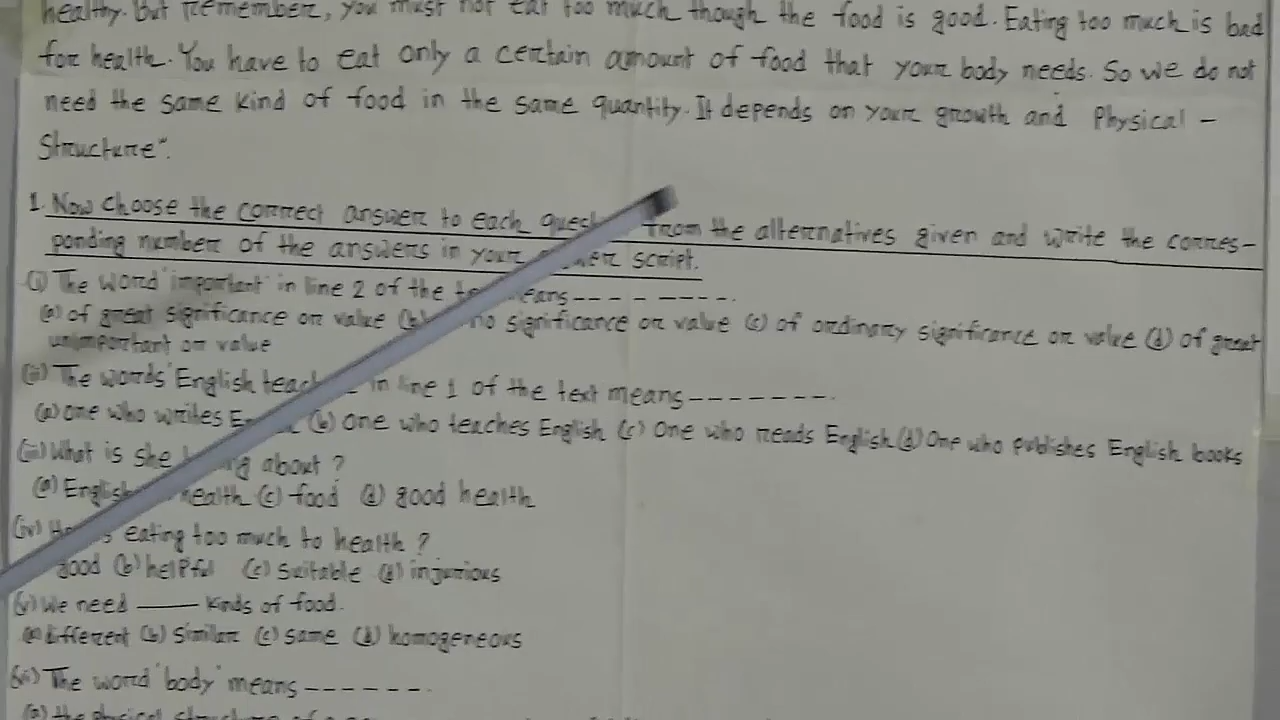 healthy. But remember, you must not eat too much though the food is good. Eating too much is bad
for health. You have to eat only a certain amount of food that your body needs. So we do not
need the same kind of food in the same quantity. It depends on your growth and Physical -
Structure".
1. Now choose the correct answer to each from the alternatives given and write the corres-
ponding number of the answers in your script.
(i) The word 'important' in line 2 of the means---- - ----.
(a) of great significance or value (b) no significance or value (c) of ordinary significance or value (d) of great
unimportant or value
(ii) The words 'English in line 1 of the text means-------.
(a) one who writes (b) One who teaches English (c) One who reads English (d) One who publishes English books
(iii) What is she about ?
(a) health (c) food (d) good health
(iv) eating too much to health ?
good (b) helpful (c) suitable (d) injurious
(v) We need ——— kinds of food.
(a) Different (b) similar (c) same (d) homogeneous
(vi) The word 'body' means------.
(a) the physical structure of